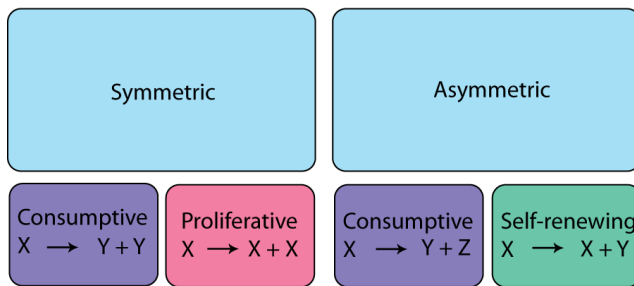 Symmetric
Asymmetric
Consumptive
X → Y + Y
Proliferative
X → X + X
Consumptive
X → Y + Z
Self-renewing
X → X + Y